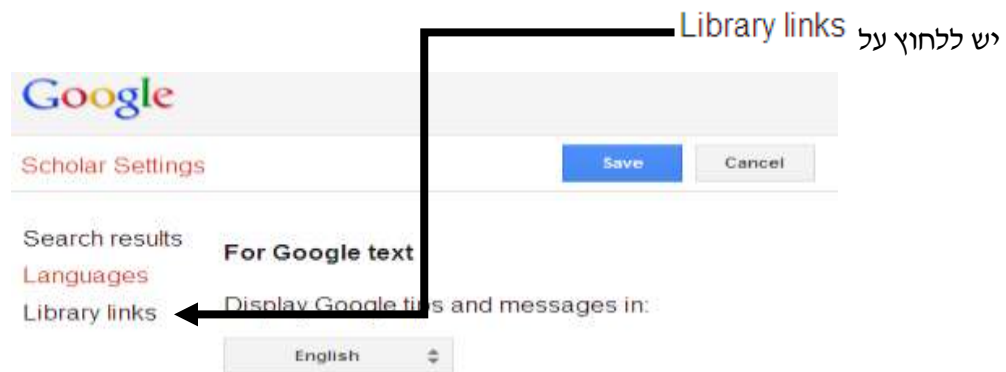 יש ללחוץ על Library links
Google
Scholar Settings
Save
Cancel
Search results
Languages
Library links
For Google text
Display Google tips and messages in:
English